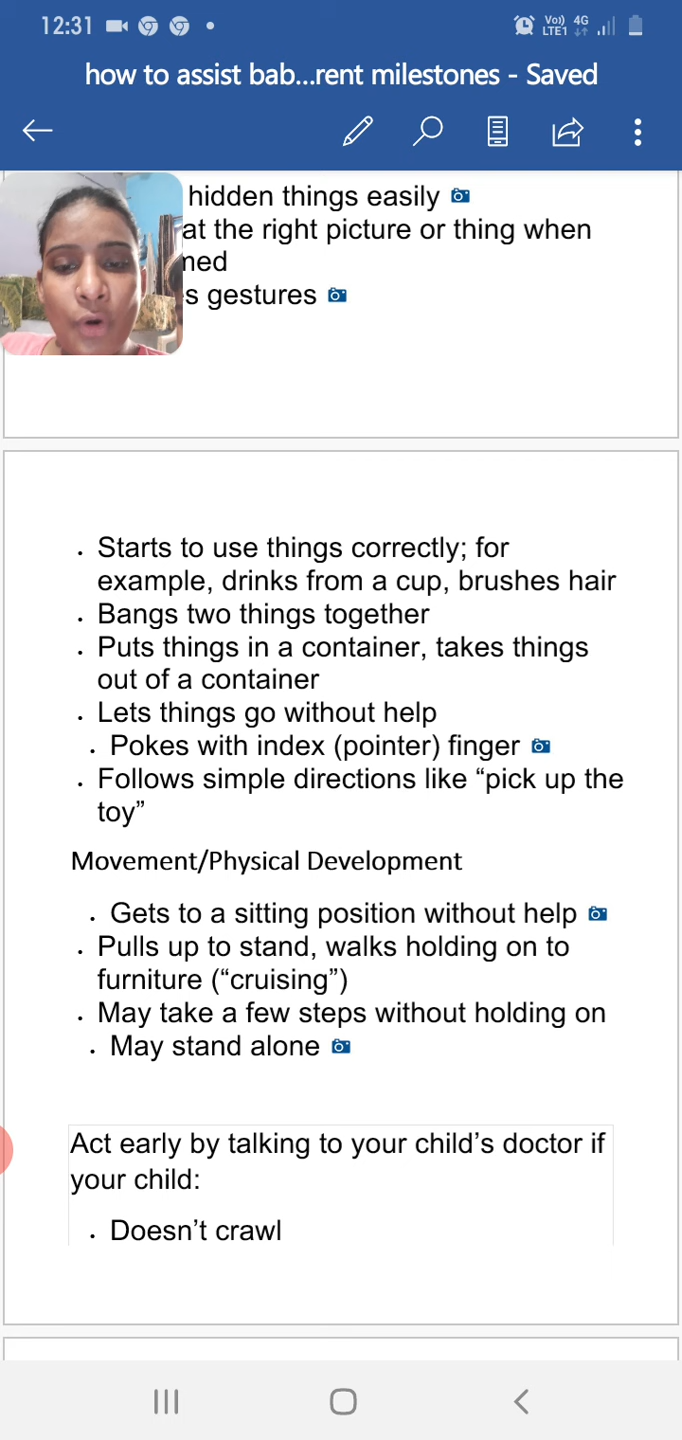 12:31
Vo)) 4G
LTE1
how to assist bab...rent milestones - Saved
hidden things easily
at the right picture or thing when
s gestures
• Starts to use things correctly; for
example, drinks from a cup, brushes hair
• Bangs two things together
• Puts things in a container, takes things
out of a container
• Lets things go without help
• Pokes with index (pointer) finger
• Follows simple directions like “pick up the
toy”
Movement/Physical Development
• Gets to a sitting position without help
• Pulls up to stand, walks holding on to
furniture (“cruising”)
• May take a few steps without holding on
• May stand alone
Act early by talking to your child’s doctor if
your child:
• Doesn’t crawl